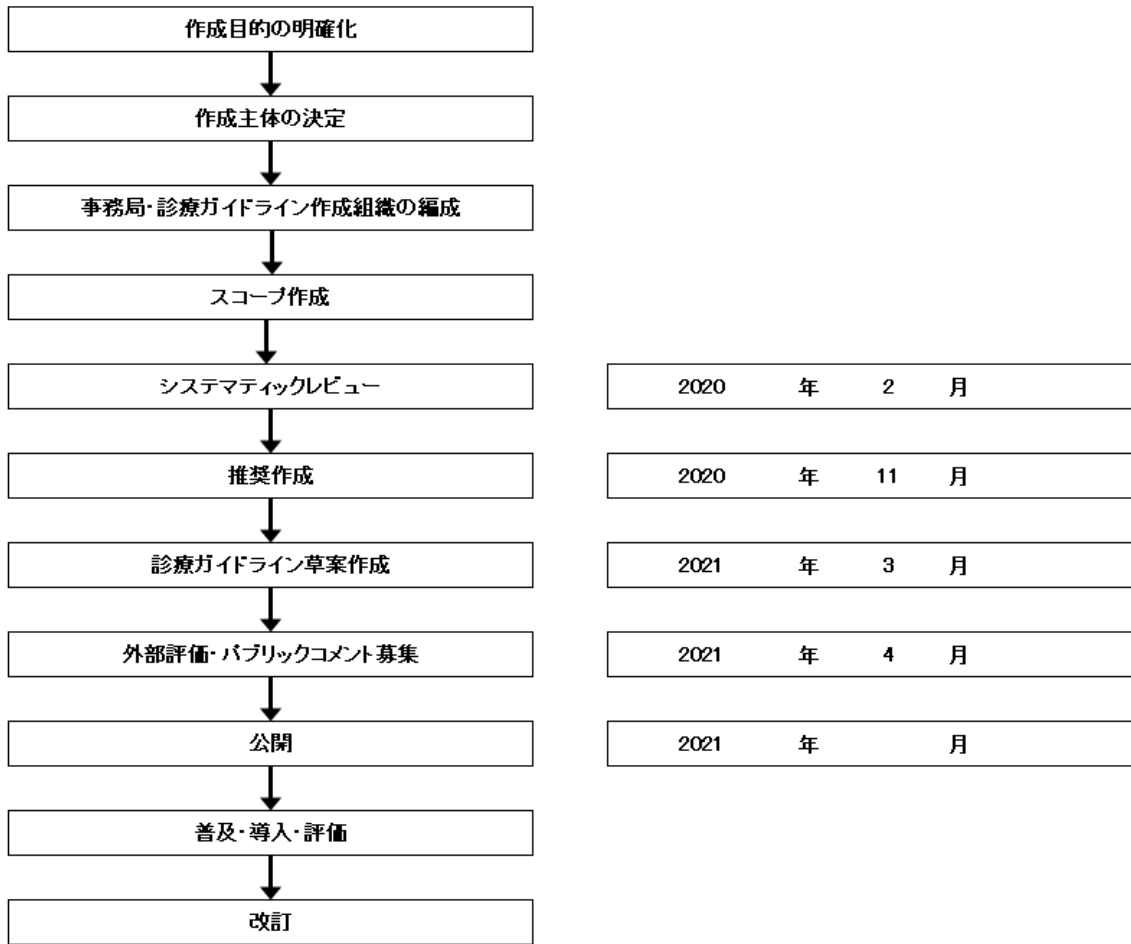 作成目的の明確化
作成主体の決定
事務局・診療ガイドライン作成組織の編成
スコープ作成
システマティックレビュー 2020 年 2 月
推奨作成 2020 年 11 月
診療ガイドライン草案作成 2021 年 3 月
外部評価・パブリックコメント募集 2021 年 4 月
公開 2021 年 月
普及・導入・評価
改訂